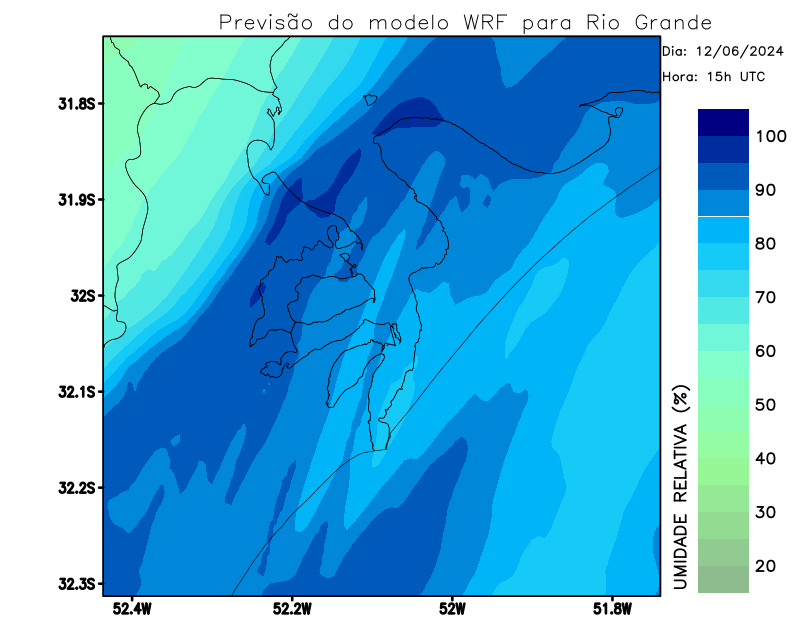 Previsão do modelo WRF para Rio Grande
Dia: 12/06/2024
Hora: 15h UTC
31.8S
31.9S
32S
32.1S
32.2S
32.3S
52.4W 52.2W 52W 51.8W
100
90
80
70
60
50
40
30
20
UMIDADE RELATIVA (%)